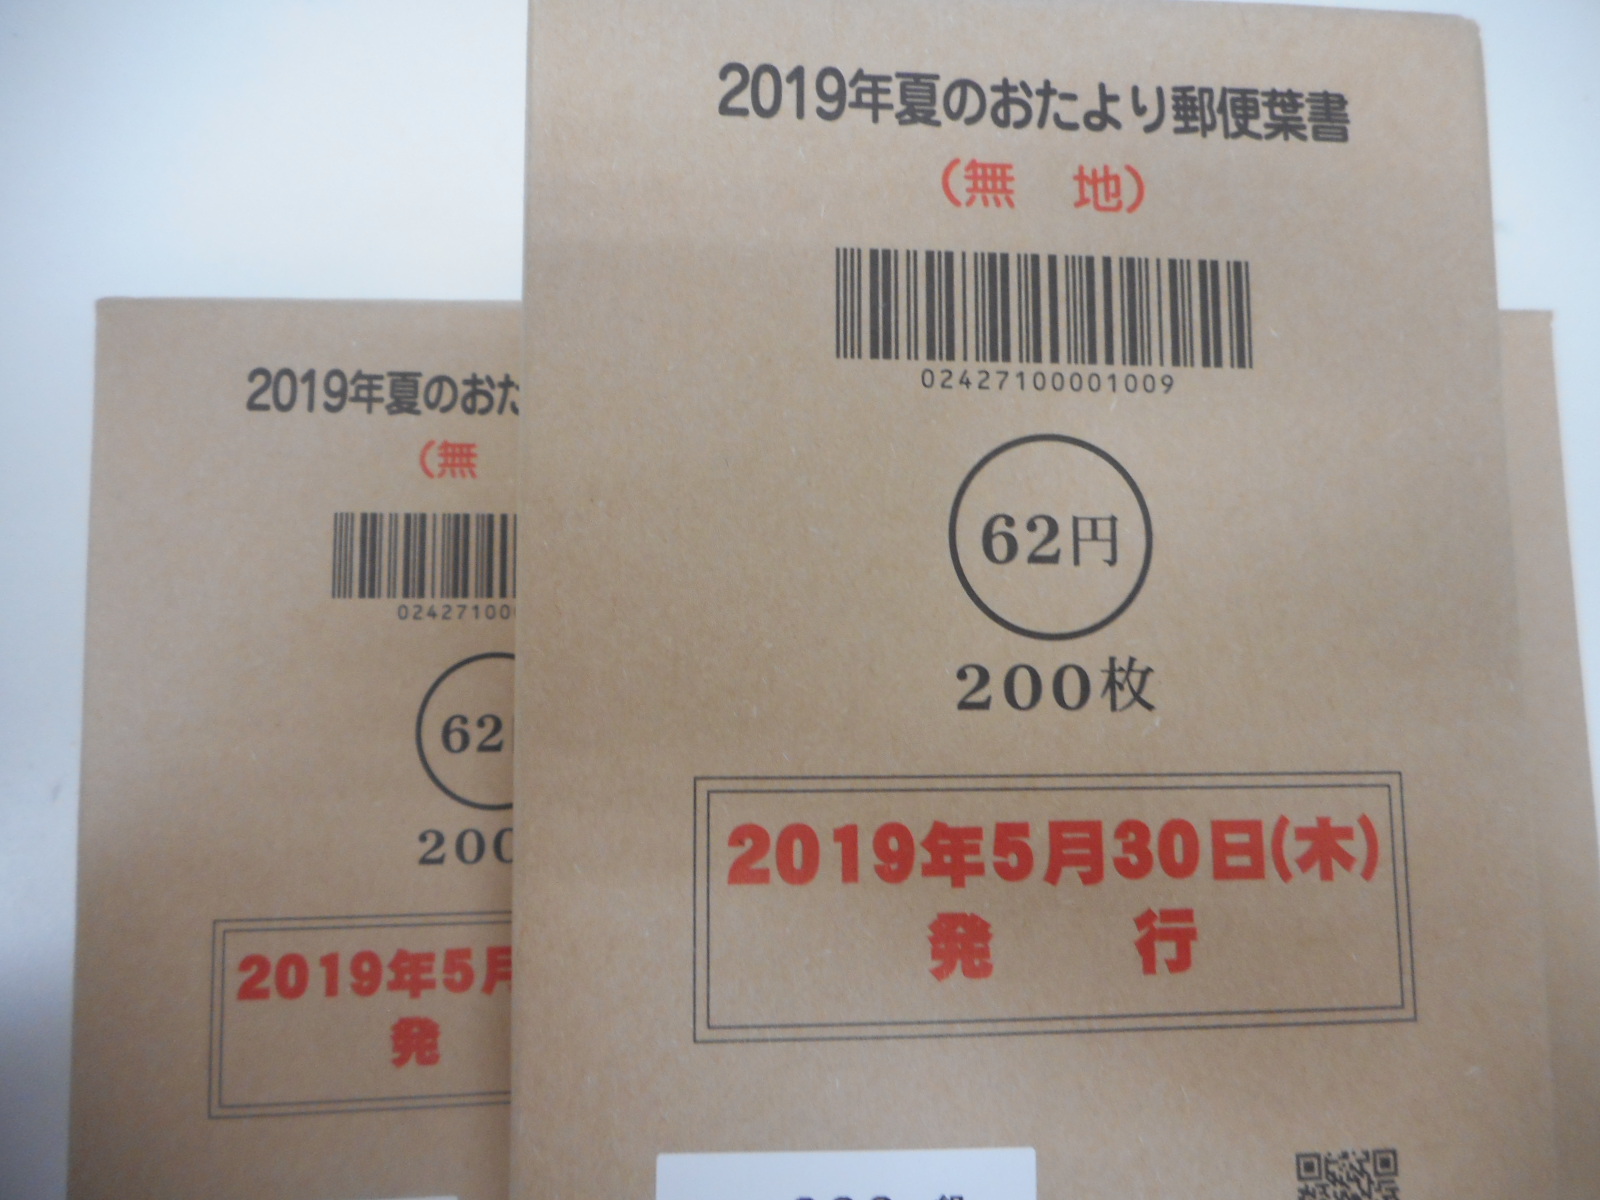 2019年夏のおたより郵便葉書
（無　地）
02427100001009
62円
200枚
2019年5月30日(木)
発　行
2019年夏のおた
（無
024271000
62
200
2019年5月
発